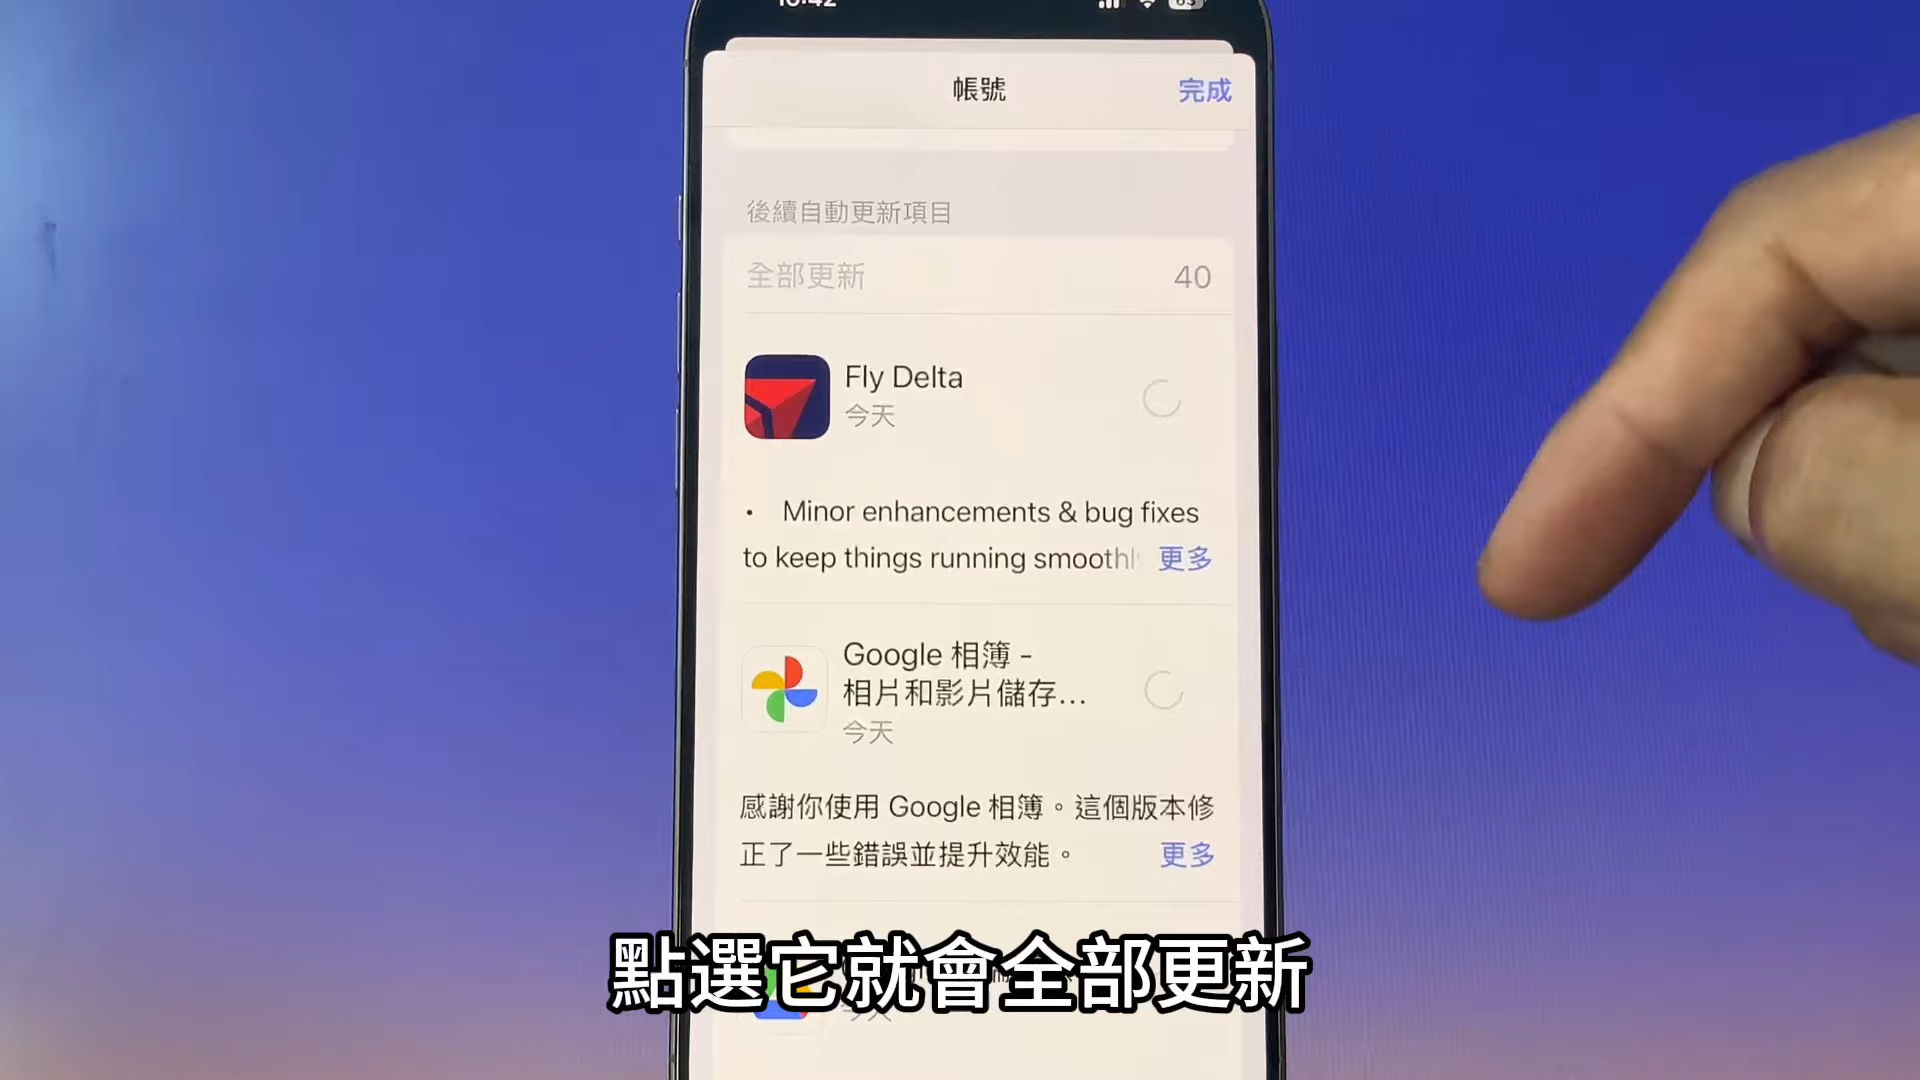 帳號
完成
後續自動更新項目
全部更新
40
Fly Delta
今天
• Minor enhancements & bug fixes
to keep things running smoothly
更多
Google 相簿 -
相片和影片儲存...
今天
感謝你使用 Google 相簿。這個版本修
正了一些錯誤並提升效能。
更多
點選它就會全部更新
今天